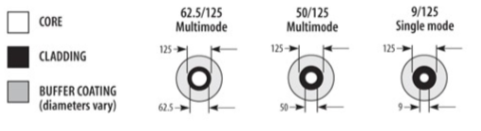 CORE
CLADDING
BUFFER COATING
(diameters vary)
62.5/125
Multimode
125
62.5
50/125
Multimode
125
50
9/125
Single mode
125
9